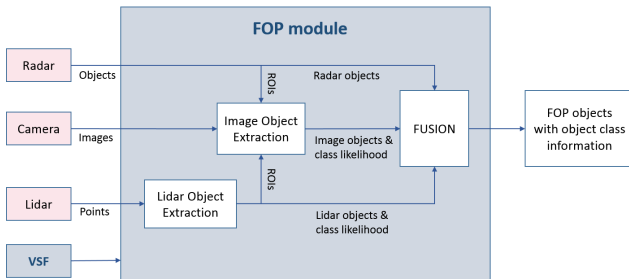 FOP module
Radar
Objects
ROIs
Radar objects
Camera
Images
Image Object
Extraction
Image objects &
class likelihood
FUSION
FOP objects
with object class
information
ROIs
Lidar
Points
Lidar Object
Extraction
Lidar objects &
class likelihood
VSF